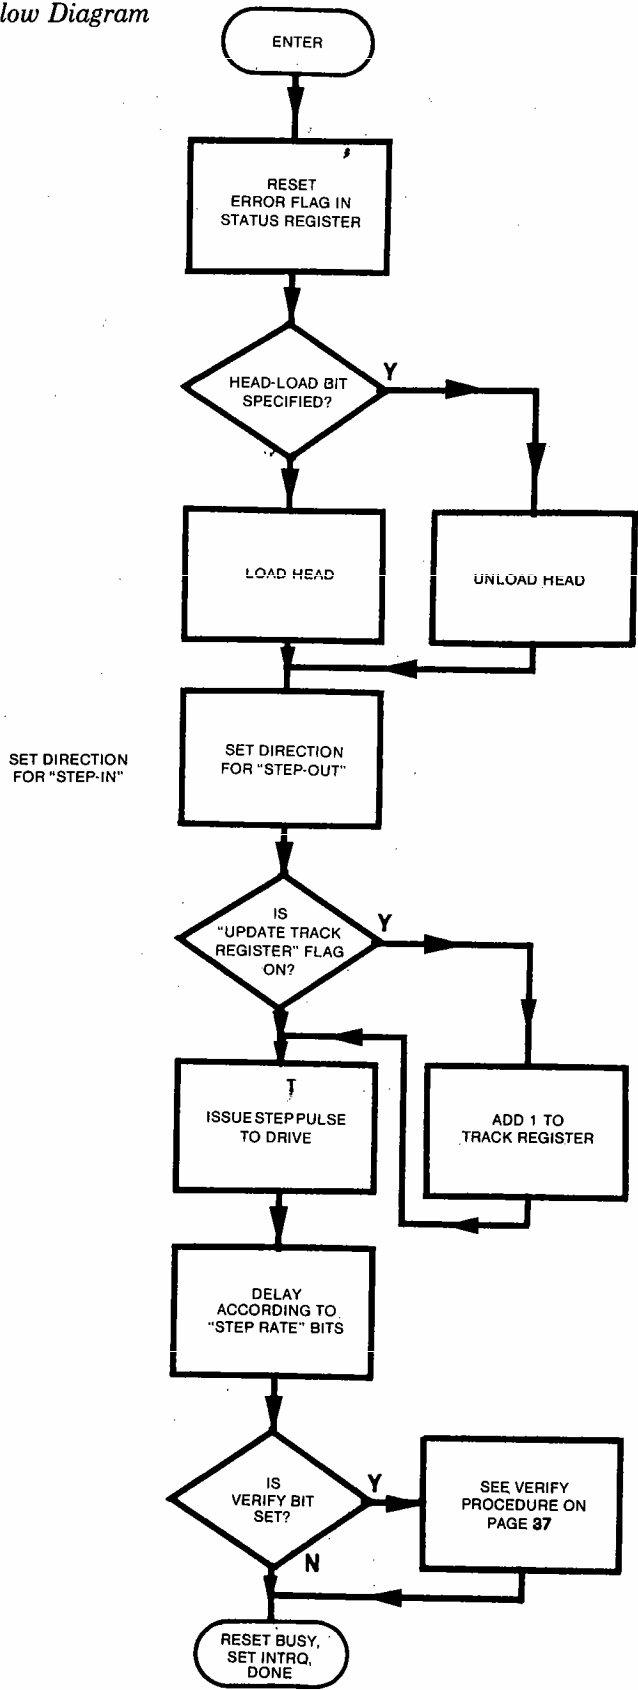 low Diagram
ENTER
RESET
ERROR FLAG IN
STATUS REGISTER
HEAD-LOAD BIT
SPECIFIED?
Y
LOAD HEAD
UNLOAD HEAD
SET DIRECTION
FOR "STEP-IN"
SET DIRECTION
FOR "STEP-OUT"
IS
"UPDATE TRACK
REGISTER" FLAG
ON?
Y
T
ISSUE STEP PULSE
TO DRIVE
ADD 1 TO
TRACK REGISTER
DELAY
ACCORDING TO
"STEP RATE" BITS
IS
VERIFY BIT
SET?
Y
N
SEE VERIFY
PROCEDURE ON
PAGE 37
RESET BUSY,
SET INTRQ,
DONE